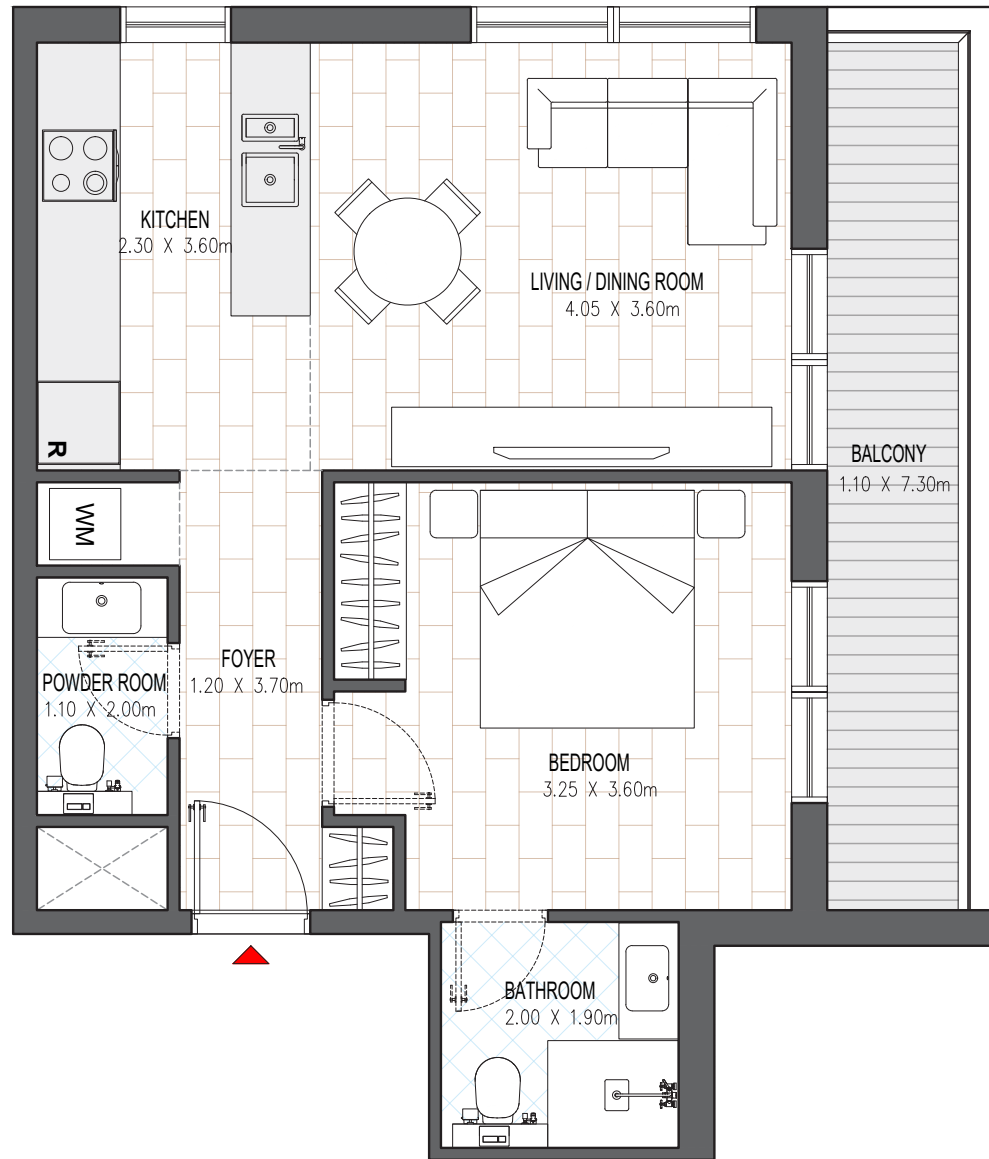 KITCHEN
2.30 X 3.60m
LIVING / DINING ROOM
4.05 X 3.60m
R
BALCONY
1.10 X 7.30m
WM
FOYER
1.20 X 3.70m
POWDER ROOM
1.10 X 2.00m
BEDROOM
3.25 X 3.60m
BATHROOM
2.00 X 1.90m